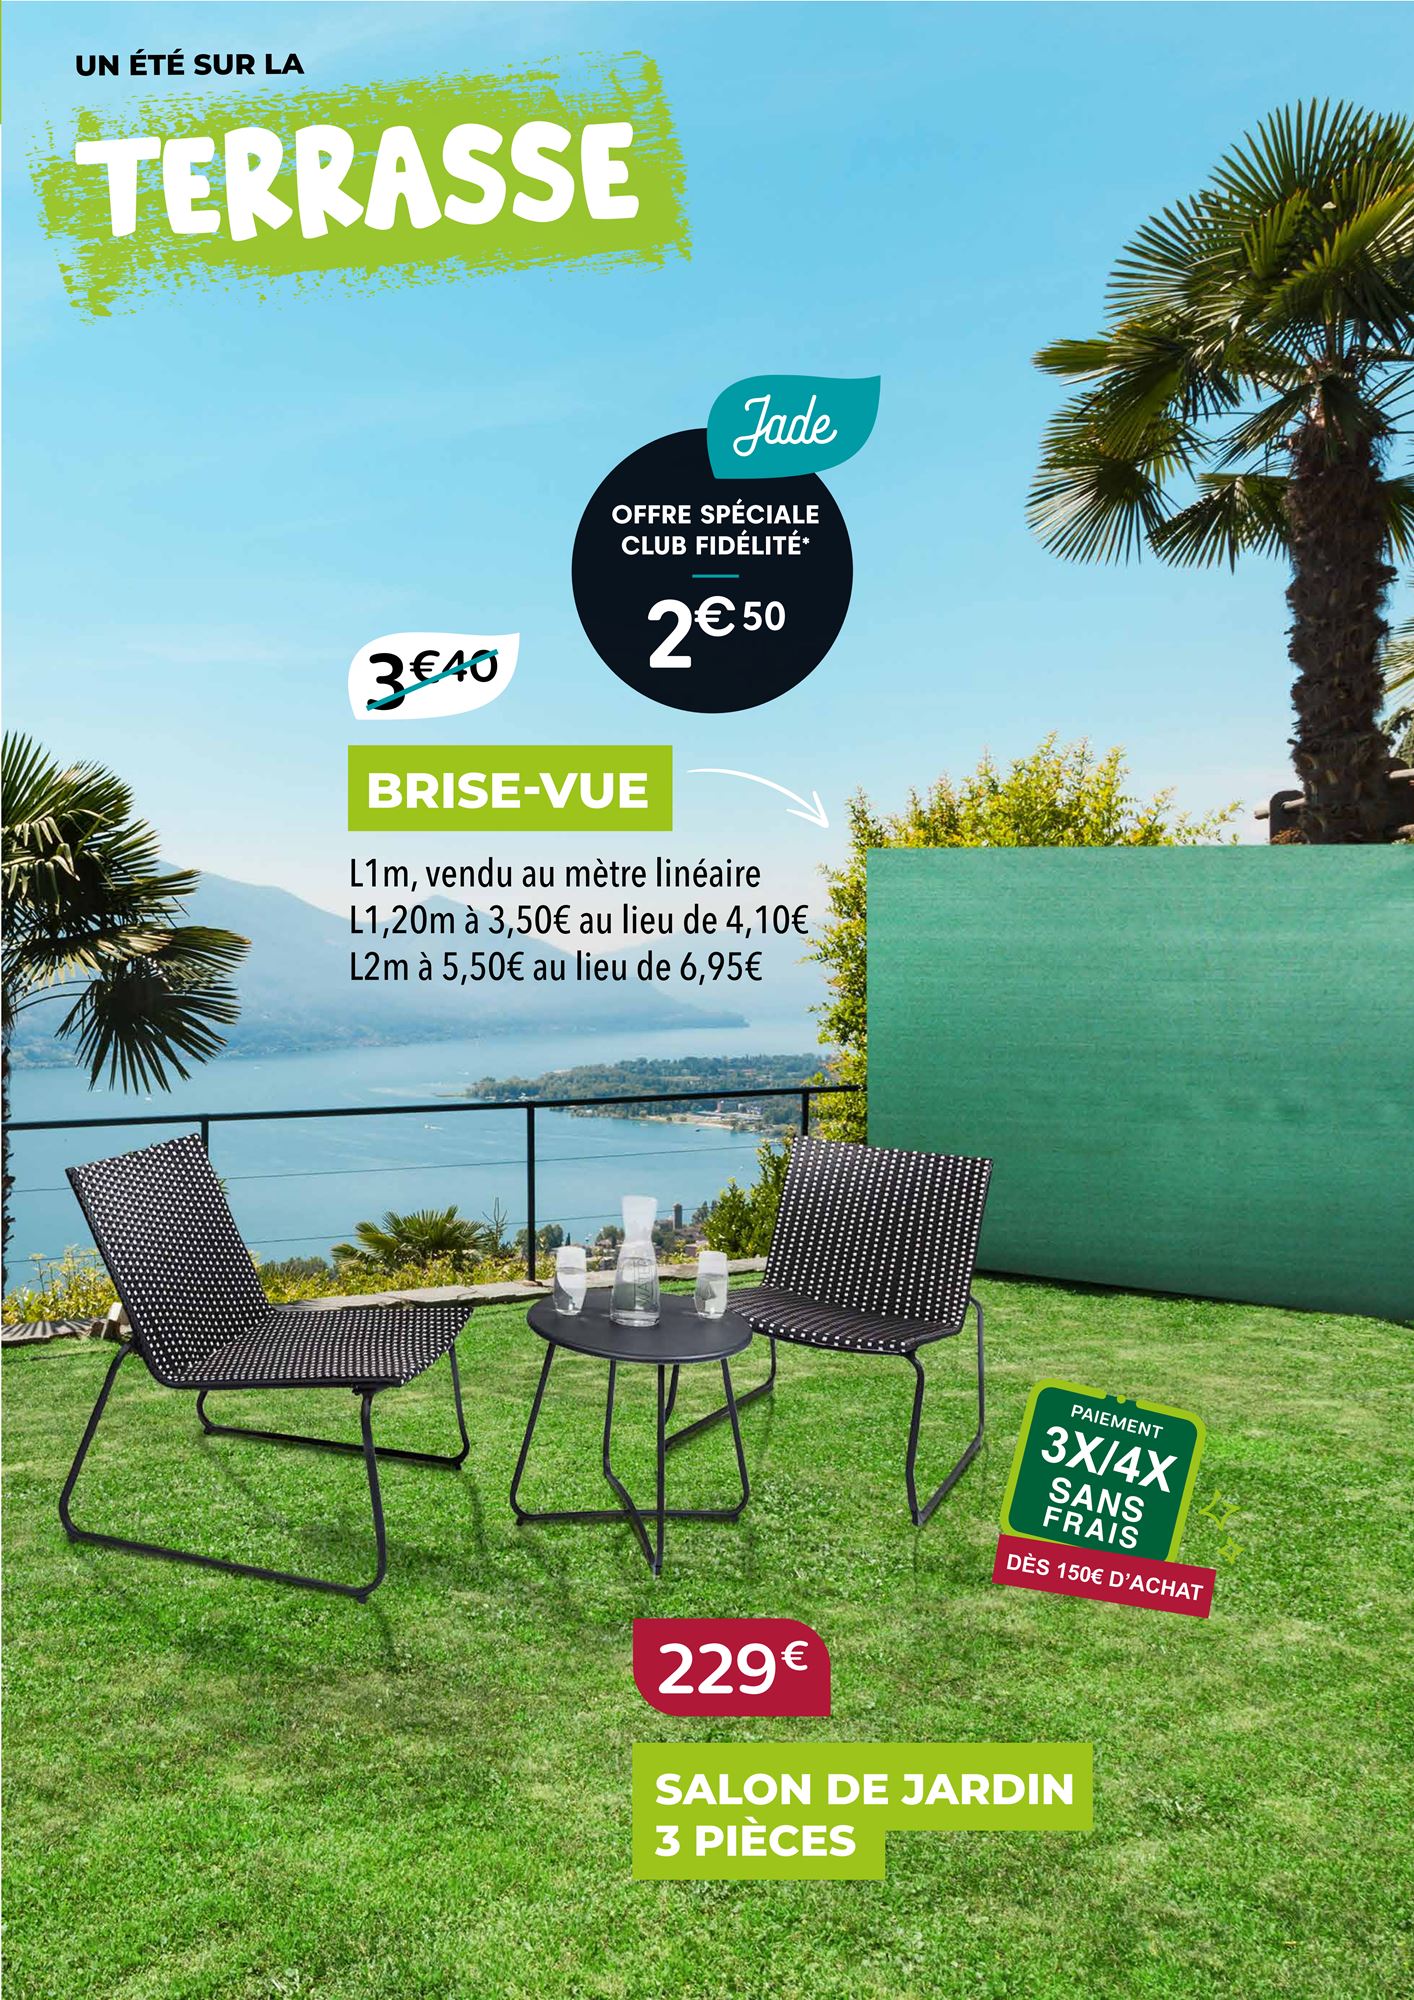 UN ÉTÉ SUR LA
TERRASSE
Jade
OFFRE SPÉCIALE
CLUB FIDÉLITÉ*
2€50
3€40
BRISE-VUE
L1m, vendu au mètre linéaire
L1,20m à 3,50€ au lieu de 4,10€
L2m à 5,50€ au lieu de 6,95€
WATER
PAIEMENT
3X/4X
SANS
FRAIS
DÈS 150€ D'ACHAT
229€
SALON DE JARDIN
3 PIÈCES